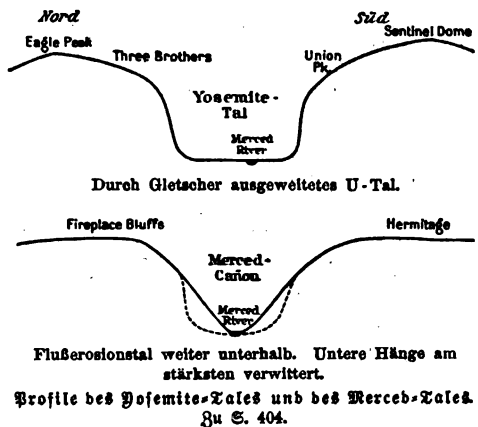 Nord
Süd
Eagle Peak
Three Brothers
Union Pk.
Sentinel Dome
Yosemite-
Tal
Merced
River
Durch Gletscher ausgeweitetes U-Tal.
Fireplace Bluffs
Hermitage
Merced-
Cañon
Merced
River
Flußerosionstal weiter unterhalb. Untere Hänge am
stärksten verwittert.
Profile des Yosemite-Tales und des Merced-Tales.
Zu S. 404.